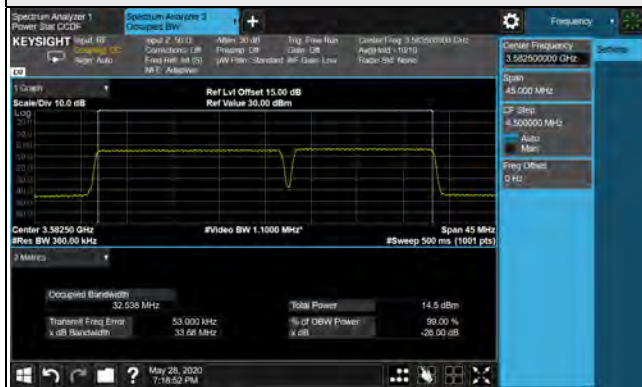 Spectrum Analyzer 1
Power Stat CCDF
Spectrum Analyzer 3
Occupied BW
Frequency
KEYSIGHT Input: RF
Coupling: DC
Align: Auto
Input Z: 50 Ω
Corrections: Off
Freq Ref: Int (S)
NFE: Adaptive
Atten: 30 dB
Preamp: Off
µW Path: Standard
Trig: Free Run
Gate: Off
#IF Gain: Low
Center Freq: 3.582500000 GHz
Avg|Hold: 10/10
Radio Std: None
Center Frequency
3.582500000 GHz
Settings
Span
45.000 MHz
CF Step
4.500000 MHz
Auto
Man
Freq Offset
0 Hz
1 Graph
Scale/Div 10.0 dB
Ref Lvl Offset 15.00 dB
Ref Value 30.00 dBm
Log
Center 3.58250 GHz
#Res BW 360.00 kHz
#Video BW 1.1000 MHz*
Span 45 MHz
#Sweep 500 ms (1001 pts)
2 Metrics
Occupied Bandwidth
32.538 MHz
Total Power
14.5 dBm
Transmit Freq Error
53.000 kHz
% of OBW Power
99.00 %
x dB Bandwidth
33.66 MHz
x dB
-26.00 dB
?
May 28, 2020
7:18:52 PM